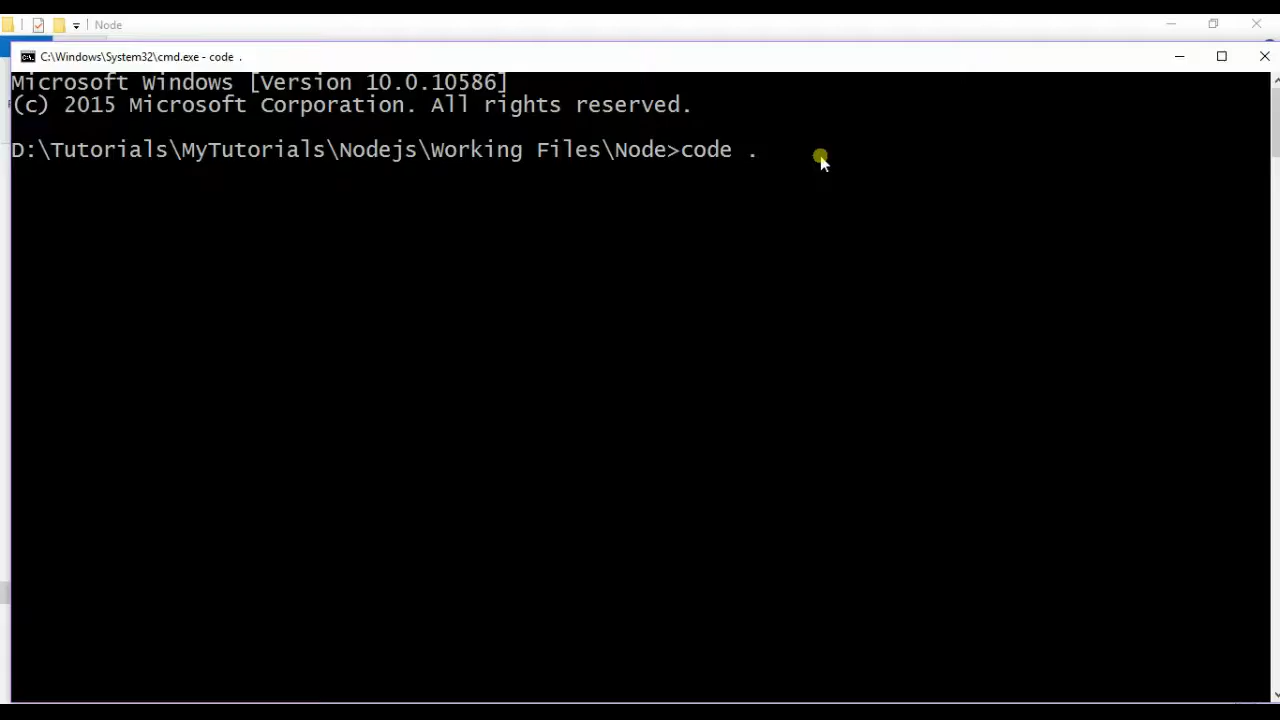 Node
C:\Windows\System32\cmd.exe - code .
Microsoft Windows [Version 10.0.10586]
(c) 2015 Microsoft Corporation. All rights reserved.
D:\Tutorials\MyTutorials\Nodejs\Working Files\Node>code .